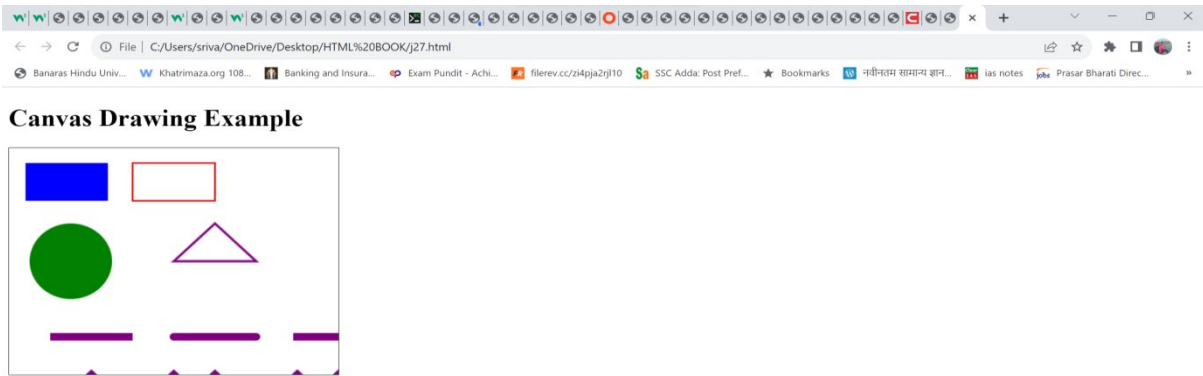 File C:/Users/sriva/OneDrive/Desktop/HTML%20BOOK/j27.html
Banaras Hindu Univ... Khatrimaza.org 108... Banking and Insura... Exam Pundit - Achi... filerev.cc/zi4pja2rjl10 SSC Adda: Post Pref... Bookmarks नवीनतम सामान्य ज्ञान... ias notes Prasar Bharati Direc... »
Canvas Drawing Example